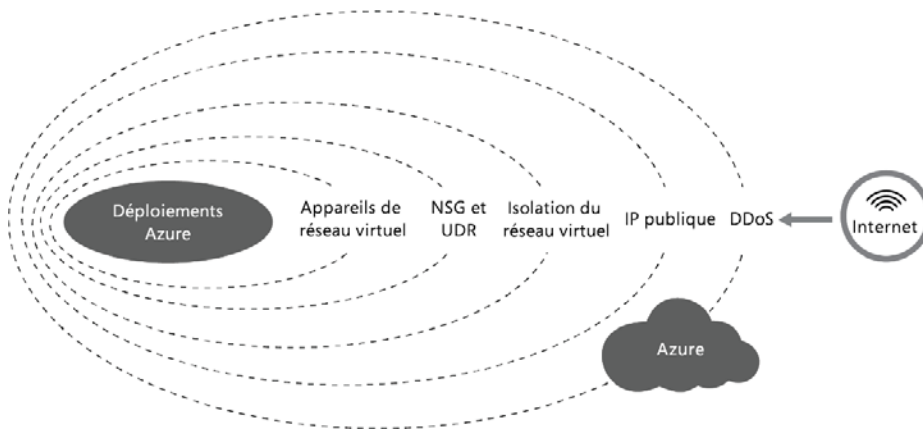 Déploiements
Azure
Appareils de
réseau virtuel
NSG et
UDR
Isolation du
réseau virtuel
IP publique
DDoS
Internet
Azure